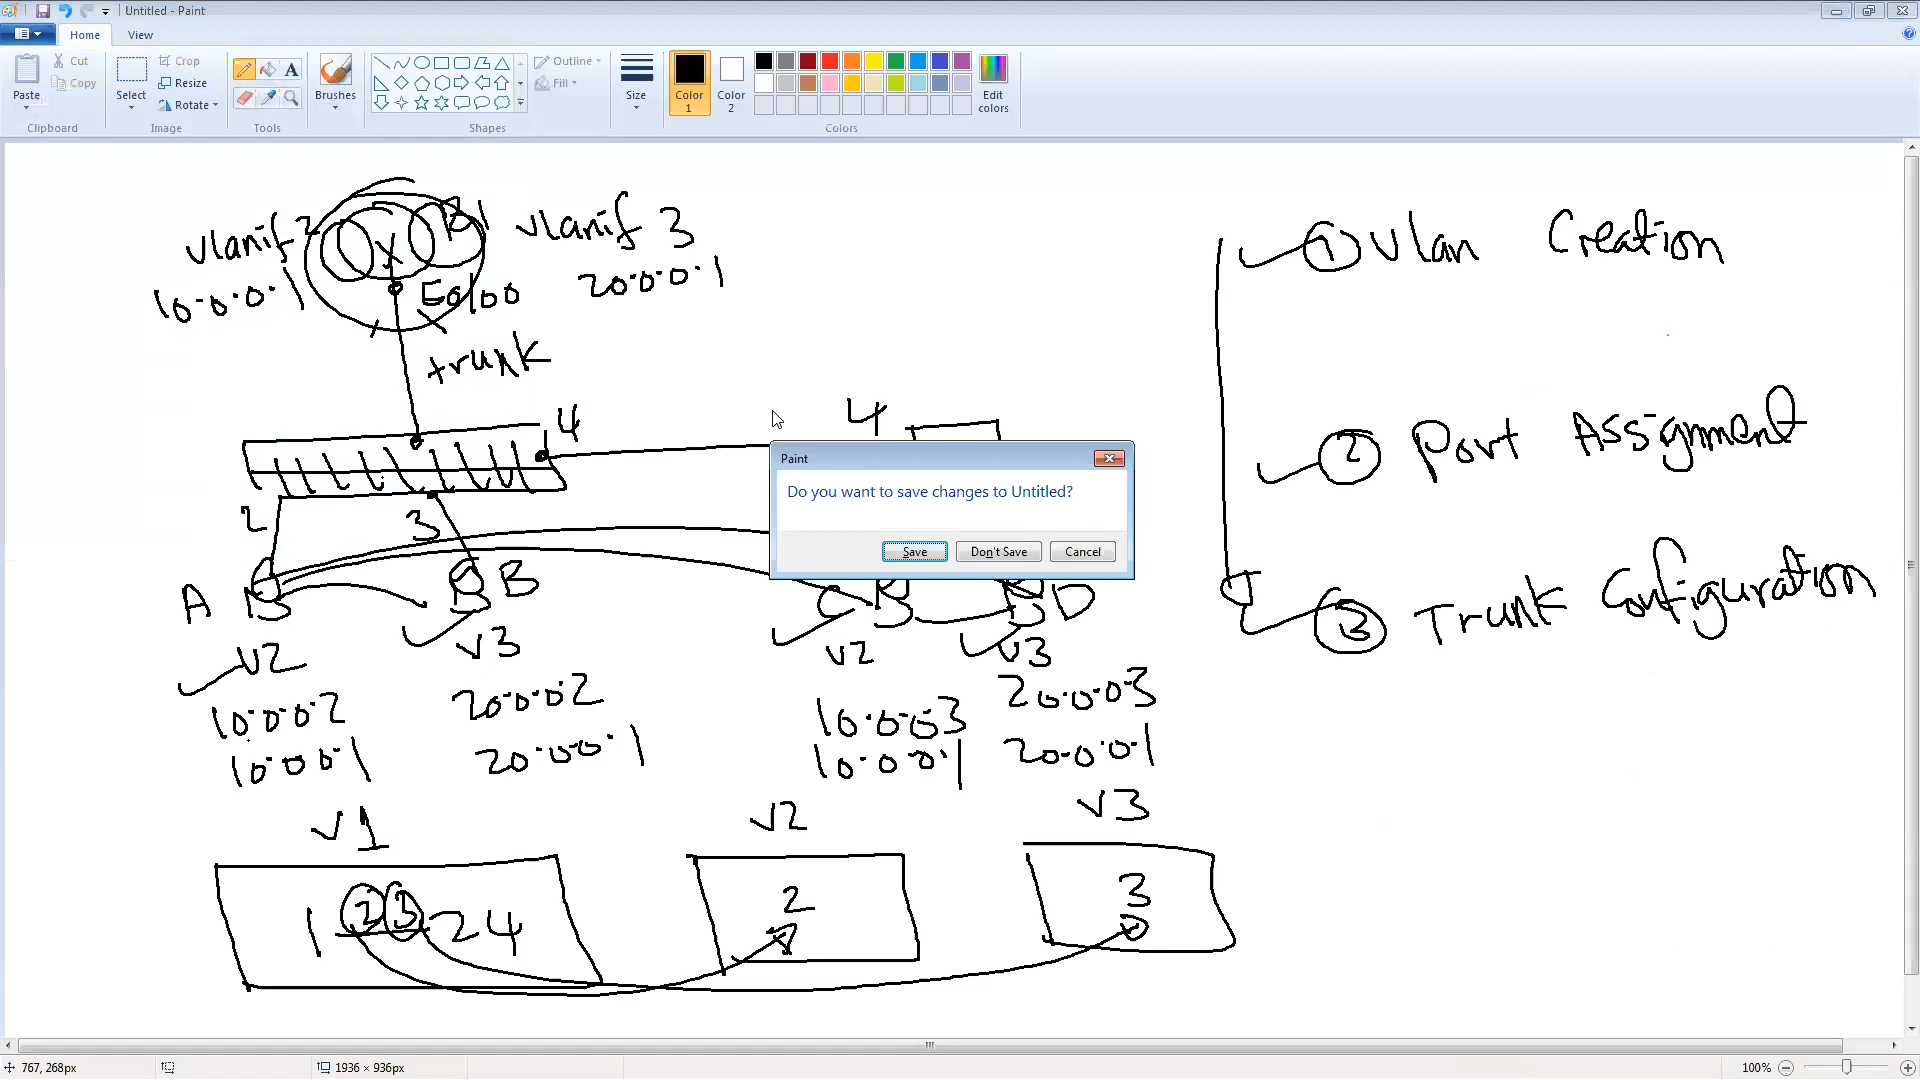 Untitled - Paint
Home View
Cut
Copy
Paste
Clipboard
Crop
Resize
Rotate
Select
Image
A
Tools
Brushes
Outline
Fill
Shapes
Size
Color 1
Color 2
Edit colors
Colors
vlanif 2
10.0.0.1
vlanif 3
20.0.0.1
trunk
4
4
2
3
A
B
C
D
V2
V3
V2
V3
10.0.0.2
10.0.0.1
20.0.0.2
20.0.0.1
10.0.0.3
10.0.0.1
20.0.0.3
20.0.0.1
V1
V2
V3
1 2 3 24
2
3
1 Vlan Creation
2 Port Assignment
3 Trunk Configuration
Paint
Do you want to save changes to Untitled?
Save
Don't Save
Cancel
767, 268px
1936 × 936px
100%